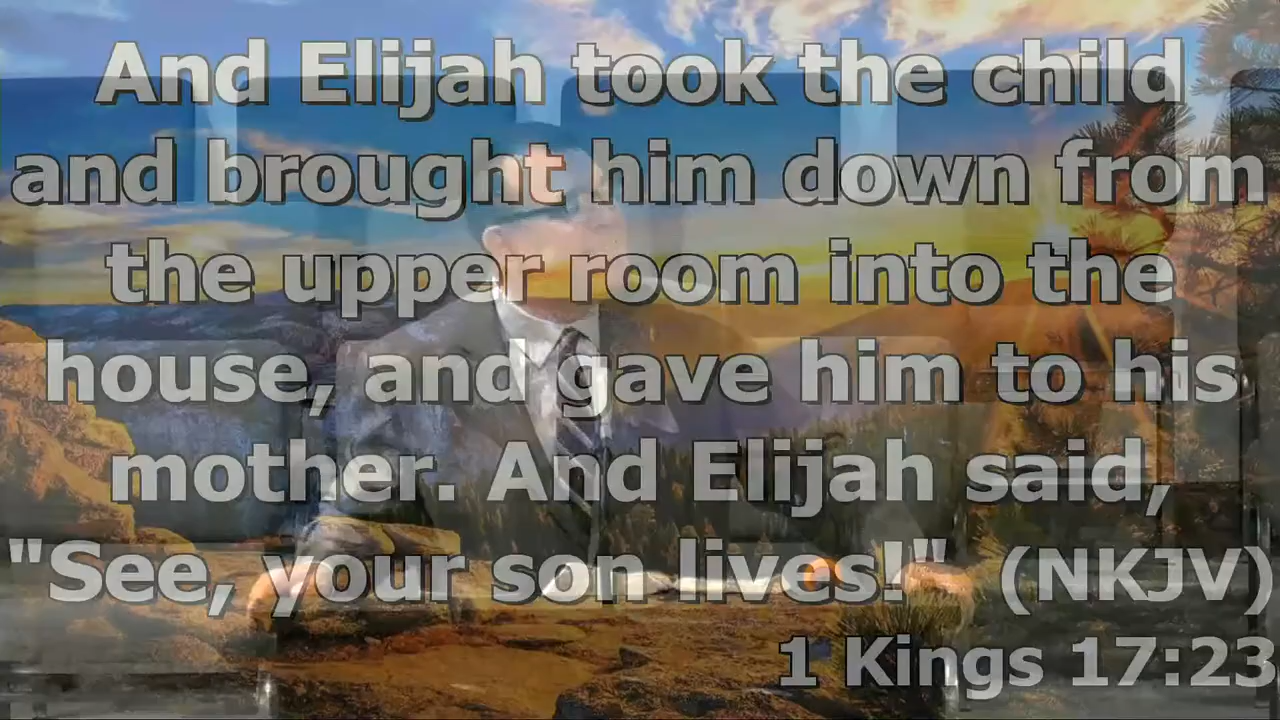 And Elijah took the child
and brought him down from
the upper room into the
house, and gave him to his
mother. And Elijah said,
"See, your son lives!" (NKJV)
1 Kings 17:23